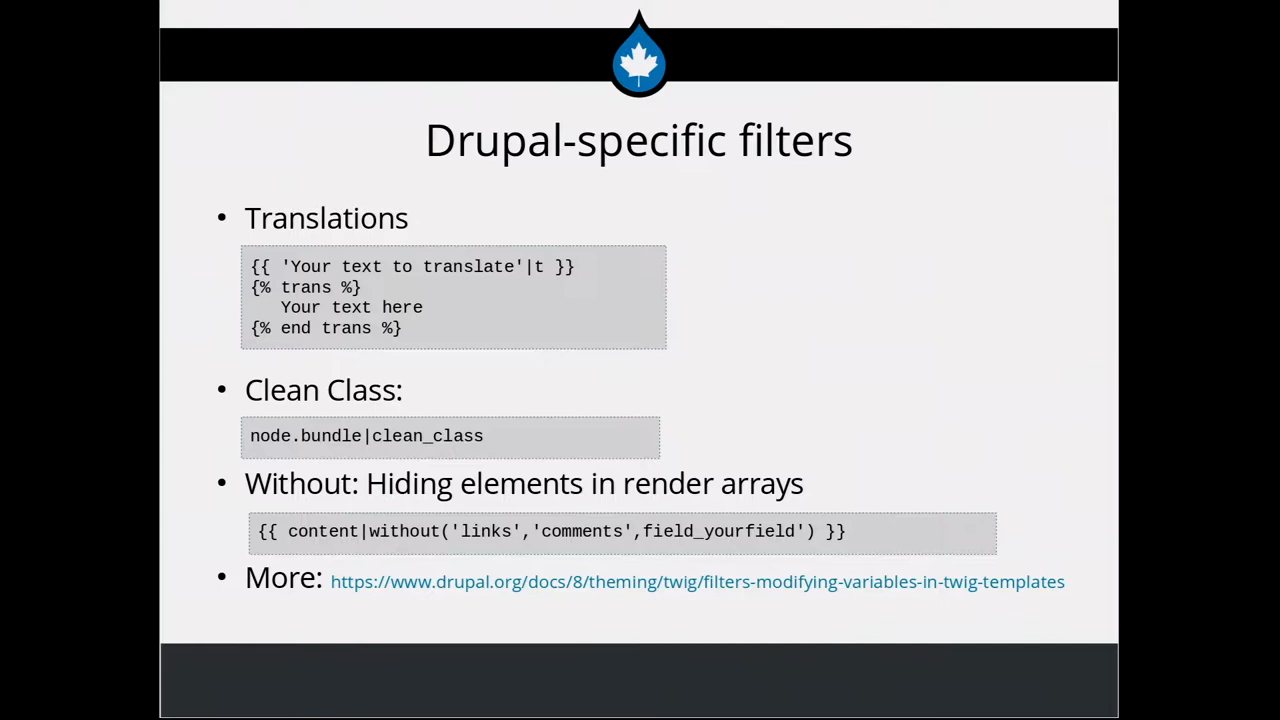 Drupal-specific filters
• Translations
{{ 'Your text to translate'|t }}
{% trans %}
Your text here
{% end trans %}
• Clean Class:
node.bundle|clean_class
• Without: Hiding elements in render arrays
{{ content|without('links','comments',field_yourfield') }}
• More: https://www.drupal.org/docs/8/theming/twig/filters-modifying-variables-in-twig-templates